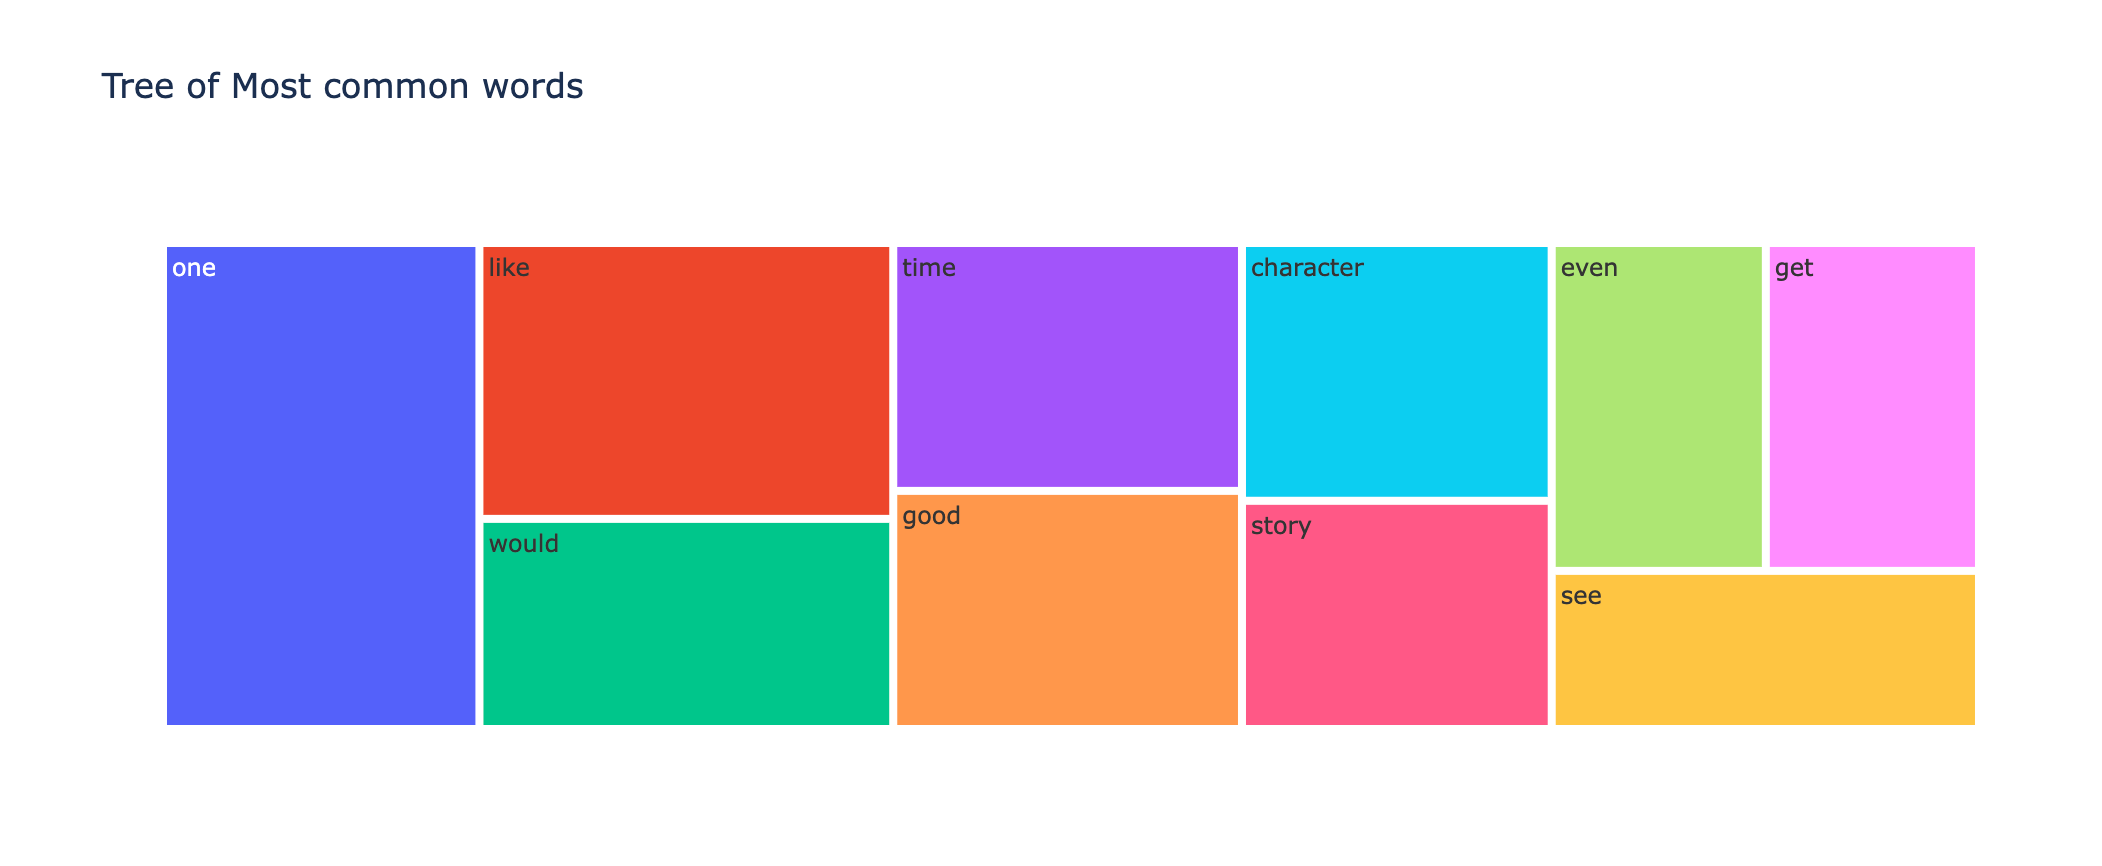 Tree of Most common words
one
like
time
character
even
get
good
story
would
see